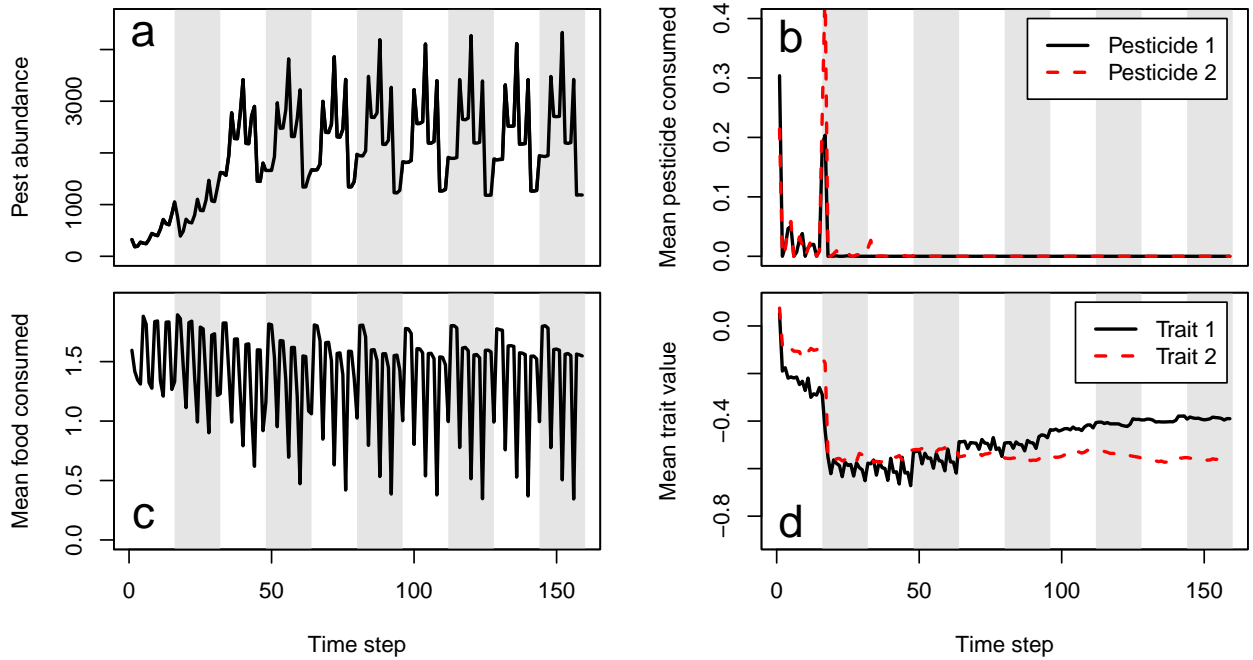 a
Pest abundance
0
1000
3000
b
Mean pesticide consumed
0.0
0.1
0.2
0.3
0.4
Pesticide 1
Pesticide 2
c
Mean food consumed
0.0
0.5
1.0
1.5
0
50
100
150
Time step
d
Mean trait value
−0.8
−0.4
0.0
Trait 1
Trait 2
0
50
100
150
Time step